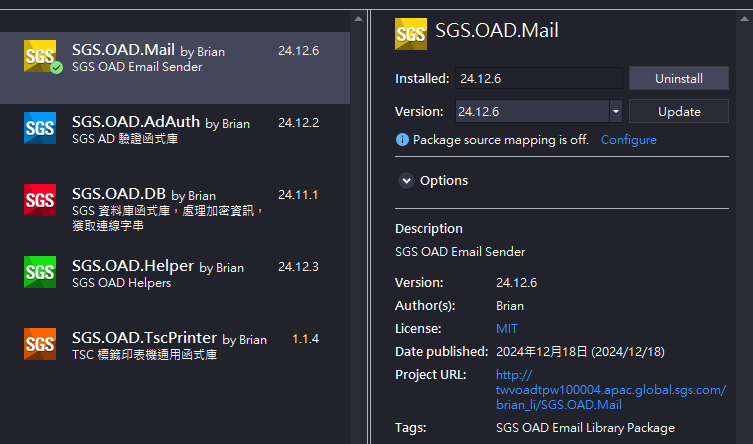 SGS
SGS.OAD.Mail by Brian 24.12.6
SGS OAD Email Sender
SGS
SGS.OAD.AdAuth by Brian 24.12.2
SGS AD 驗證函式庫
SGS
SGS.OAD.DB by Brian 24.11.1
SGS 資料庫函式庫，處理加密資訊，
獲取連線字串
SGS
SGS.OAD.Helper by Brian 24.12.3
SGS OAD Helpers
SGS
SGS.OAD.TscPrinter by Brian 1.1.4
TSC 標籤印表機通用函式庫
SGS
SGS.OAD.Mail
Installed: 24.12.6 Uninstall
Version: 24.12.6 Update
Package source mapping is off. Configure
Options
Description
SGS OAD Email Sender
Version: 24.12.6
Author(s): Brian
License: MIT
Date published: 2024年12月18日 (2024/12/18)
Project URL: http://
twvoadtpw100004.apac.global.sgs.com/
brian_li/SGS.OAD.Mail
Tags: SGS OAD Email Library Package